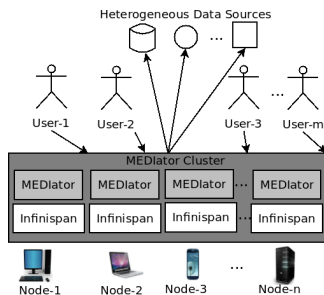 Heterogeneous Data Sources
...
User-1 User-2 User-3 ... User-m
MEDIator Cluster
MEDIator MEDIator MEDIator ... MEDIator
Infinispan Infinispan Infinispan ... Infinispan
Node-1 Node-2 Node-3 ... Node-n